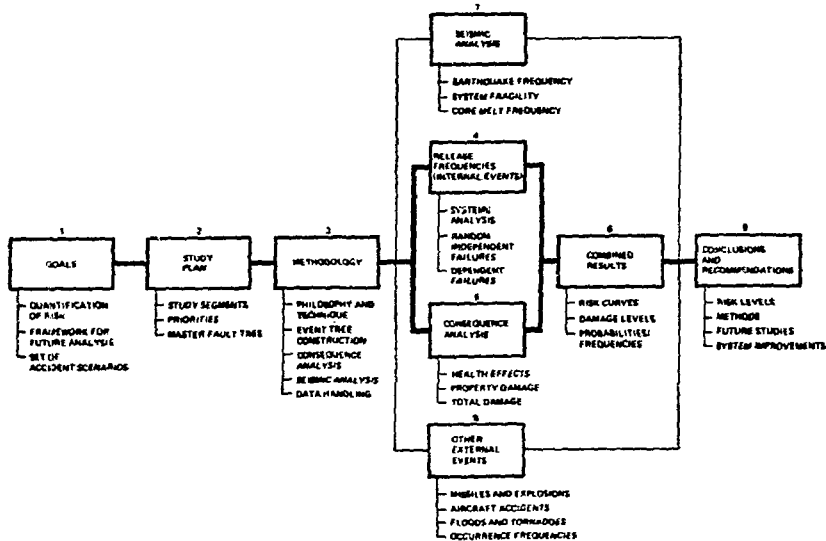 7
SEISMIC
ANALYSIS
EARTHQUAKE FREQUENCY
SYSTEM FRAGILITY
CORE MELT FREQUENCY
4
RELEASE
FREQUENCIES
(INTERNAL EVENTS)
SYSTEMS
ANALYSIS
RANDOM
INDEPENDENT
FAILURES
DEPENDENT
FAILURES
1
GOALS
QUANTIFICATION
OF RISK
FRAMEWORK FOR
FUTURE ANALYSIS
SET OF
ACCIDENT SCENARIOS
2
STUDY
PLAN
STUDY SEGMENTS
PRIORITIES
MASTER FAULT TREE
3
METHODOLOGY
PHILOSOPHY AND
TECHNIQUE
EVENT TREE
CONSTRUCTION
CONSEQUENCE
ANALYSIS
SEISMIC ANALYSIS
DATA HANDLING
5
CONSEQUENCE
ANALYSIS
HEALTH EFFECTS
PROPERTY DAMAGE
TOTAL DAMAGE
6
COMBINED
RESULTS
RISK CURVES
DAMAGE LEVELS
PROBABILITIES/
FREQUENCIES
9
CONCLUSIONS
AND
RECOMMENDATIONS
RISK LEVELS
METHODS
FUTURE STUDIES
SYSTEM IMPROVEMENTS
OTHER
EXTERNAL
EVENTS
MISSILES AND EXPLOSIONS
AIRCRAFT ACCIDENTS
FLOODS AND TORNADOES
OCCURRENCE FREQUENCIES